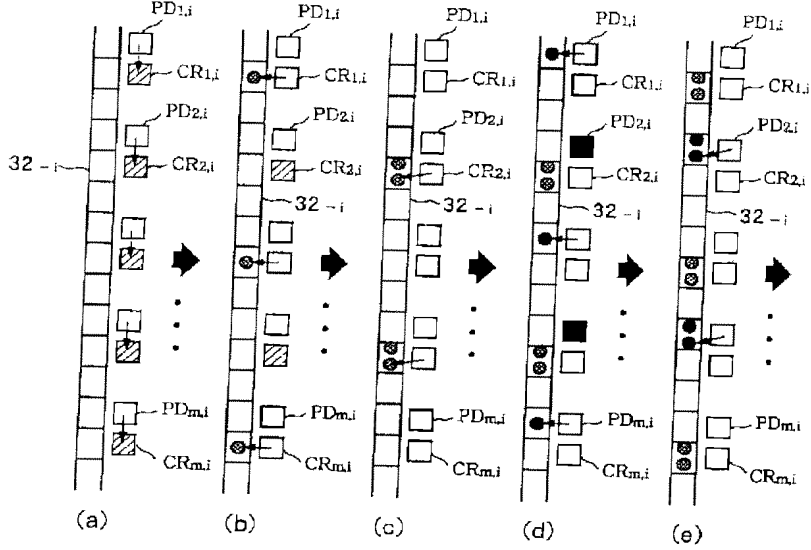 PD1,i
CR1,i
PD2,i
CR2,i
32-i
PDm,i
CRm,i
(a)
PD1,i
CR1,i
PD2,i
CR2,i
32-i
PDm,i
CRm,i
(b)
PD1,i
CR1,i
PD2,i
CR2,i
32-i
PDm,i
CRm,i
(c)
PD1,i
CR1,i
PD2,i
CR2,i
32-i
PDm,i
CRm,i
(d)
PD1,i
CR1,i
PD2,i
CR2,i
32-i
PDm,i
CRm,i
(e)